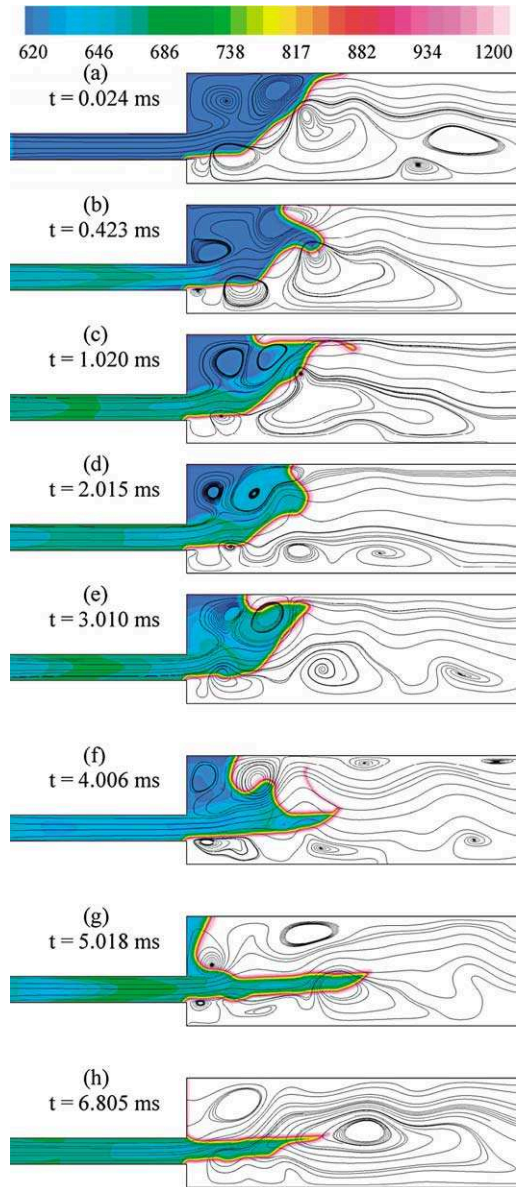 620 646 686 738 817 882 934 1200
(a)
t = 0.024 ms
(b)
t = 0.423 ms
(c)
t = 1.020 ms
(d)
t = 2.015 ms
(e)
t = 3.010 ms
(f)
t = 4.006 ms
(g)
t = 5.018 ms
(h)
t = 6.805 ms